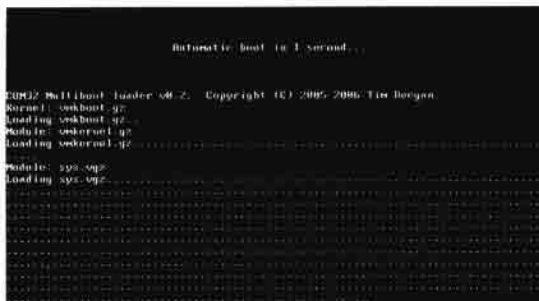 Automatic boot in 1 second...
COM32 Multiboot loader v0.2. Copyright (C) 2005-2006 Tim Deegan.
Kernel: vmkboot.gz
Loading vmkboot.gz..
Module: vmkernel.gz
Loading vmkernel.gz..............................
.....
Module: sys.vgz
Loading sys.vgz..............................